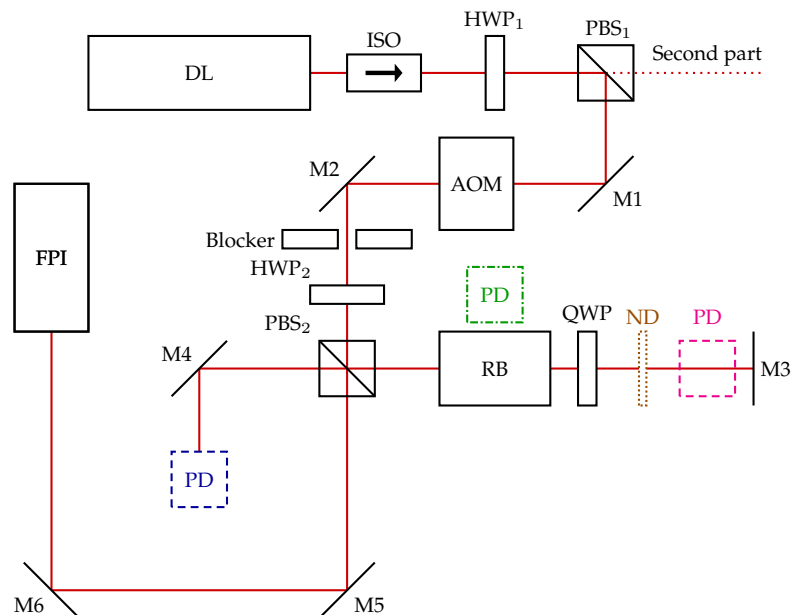 HWP₁
PBS₁
ISO
Second part
DL
M2
AOM
M1
Blocker
FPI
HWP₂
PD
QWP
ND
PD
PBS₂
M4
RB
M3
PD
M6
M5